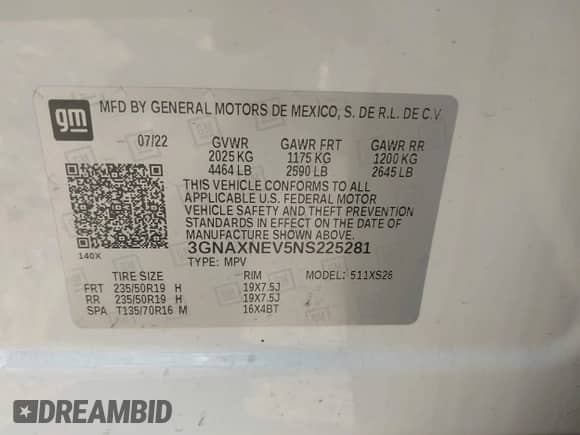 gm
MFD BY GENERAL MOTORS DE MEXICO, S. DE R.L. DE C.V
07/22 GVWR GAWR FRT GAWR RR
2025 KG 1175 KG 1200 KG
4464 LB 2590 LB 2645 LB
THIS VEHICLE CONFORMS TO ALL
APPLICABLE U.S. FEDERAL MOTOR
VEHICLE SAFETY AND THEFT PREVENTION
STANDARDS IN EFFECT ON THE DATE OF
MANUFACTURE SHOWN ABOVE.
3GNAXNEV5NS225281
140X TYPE: MPV
TIRE SIZE RIM MODEL: 511XS26
FRT 235/50R19 H 19X7.5J
RR 235/50R19 H 19X7.5J
SPA T135/70R16 M 16X4BT
DREAMBID